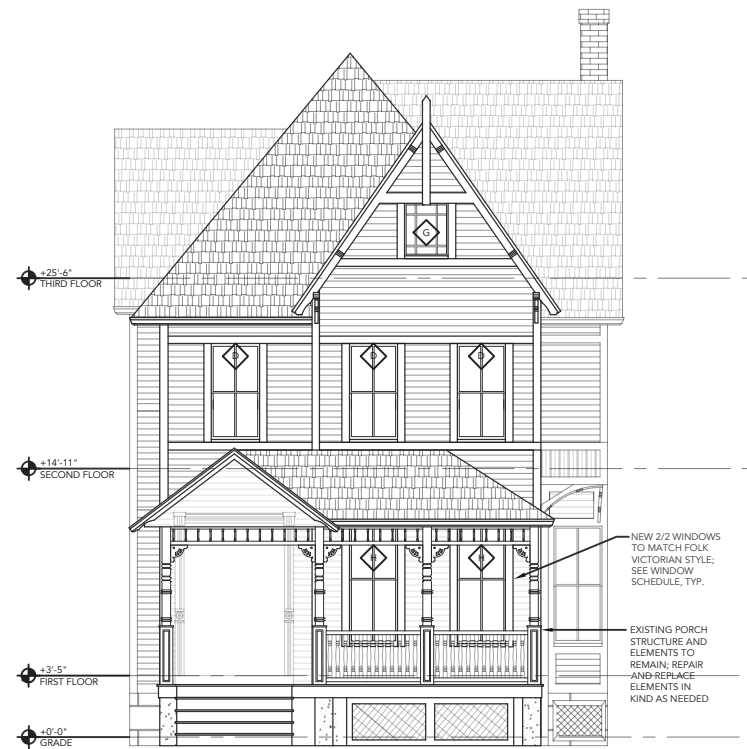 G
+25'-6"
THIRD FLOOR
D
D
D
+14'-11"
SECOND FLOOR
NEW 2/2 WINDOWS
TO MATCH FOLK
VICTORIAN STYLE;
SEE WINDOW
SCHEDULE, TYP.
H
H
EXISTING PORCH
STRUCTURE AND
ELEMENTS TO
REMAIN; REPAIR
AND REPLACE
ELEMENTS IN
KIND AS NEEDED
+3'-5"
FIRST FLOOR
+0'-0"
GRADE